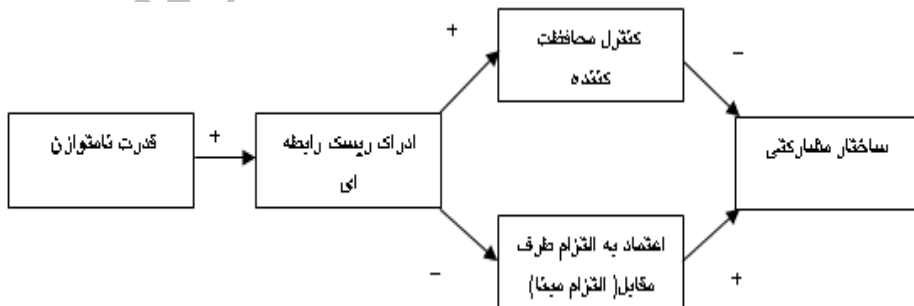 +
کنترل محافظت
کننده
–
قدرت نامتوازن
+
ادراک ریسک رابطه
ای
ساختار مشارکتی
–
اعتماد به التزام طرف
مقابل( التزام مبنا)
+